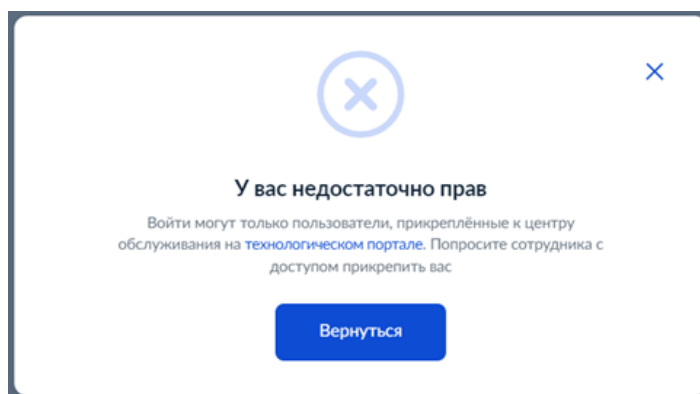 У вас недостаточно прав
Войти могут только пользователи, прикреплённые к центру
обслуживания на технологическом портале. Попросите сотрудника с
доступом прикрепить вас
Вернуться